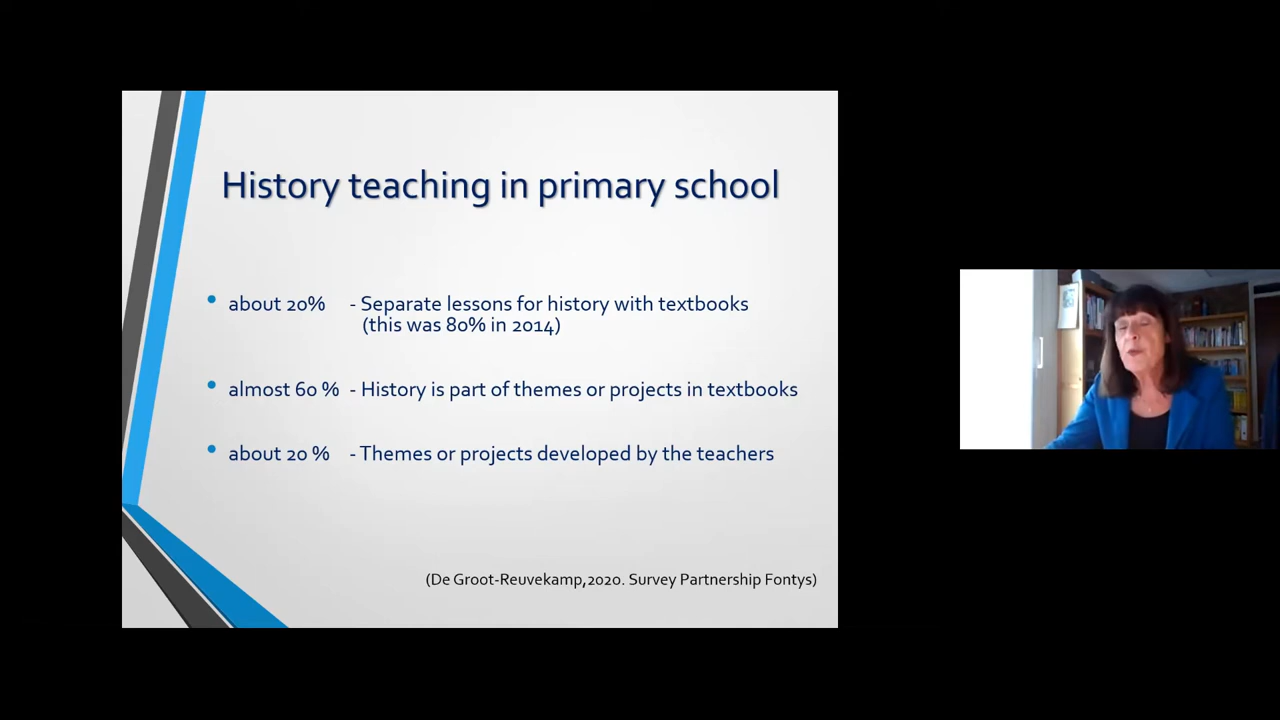 History teaching in primary school
• about 20% - Separate lessons for history with textbooks
(this was 80% in 2014)
• almost 60 % - History is part of themes or projects in textbooks
• about 20 % - Themes or projects developed by the teachers
(De Groot-Reuvekamp,2020. Survey Partnership Fontys)